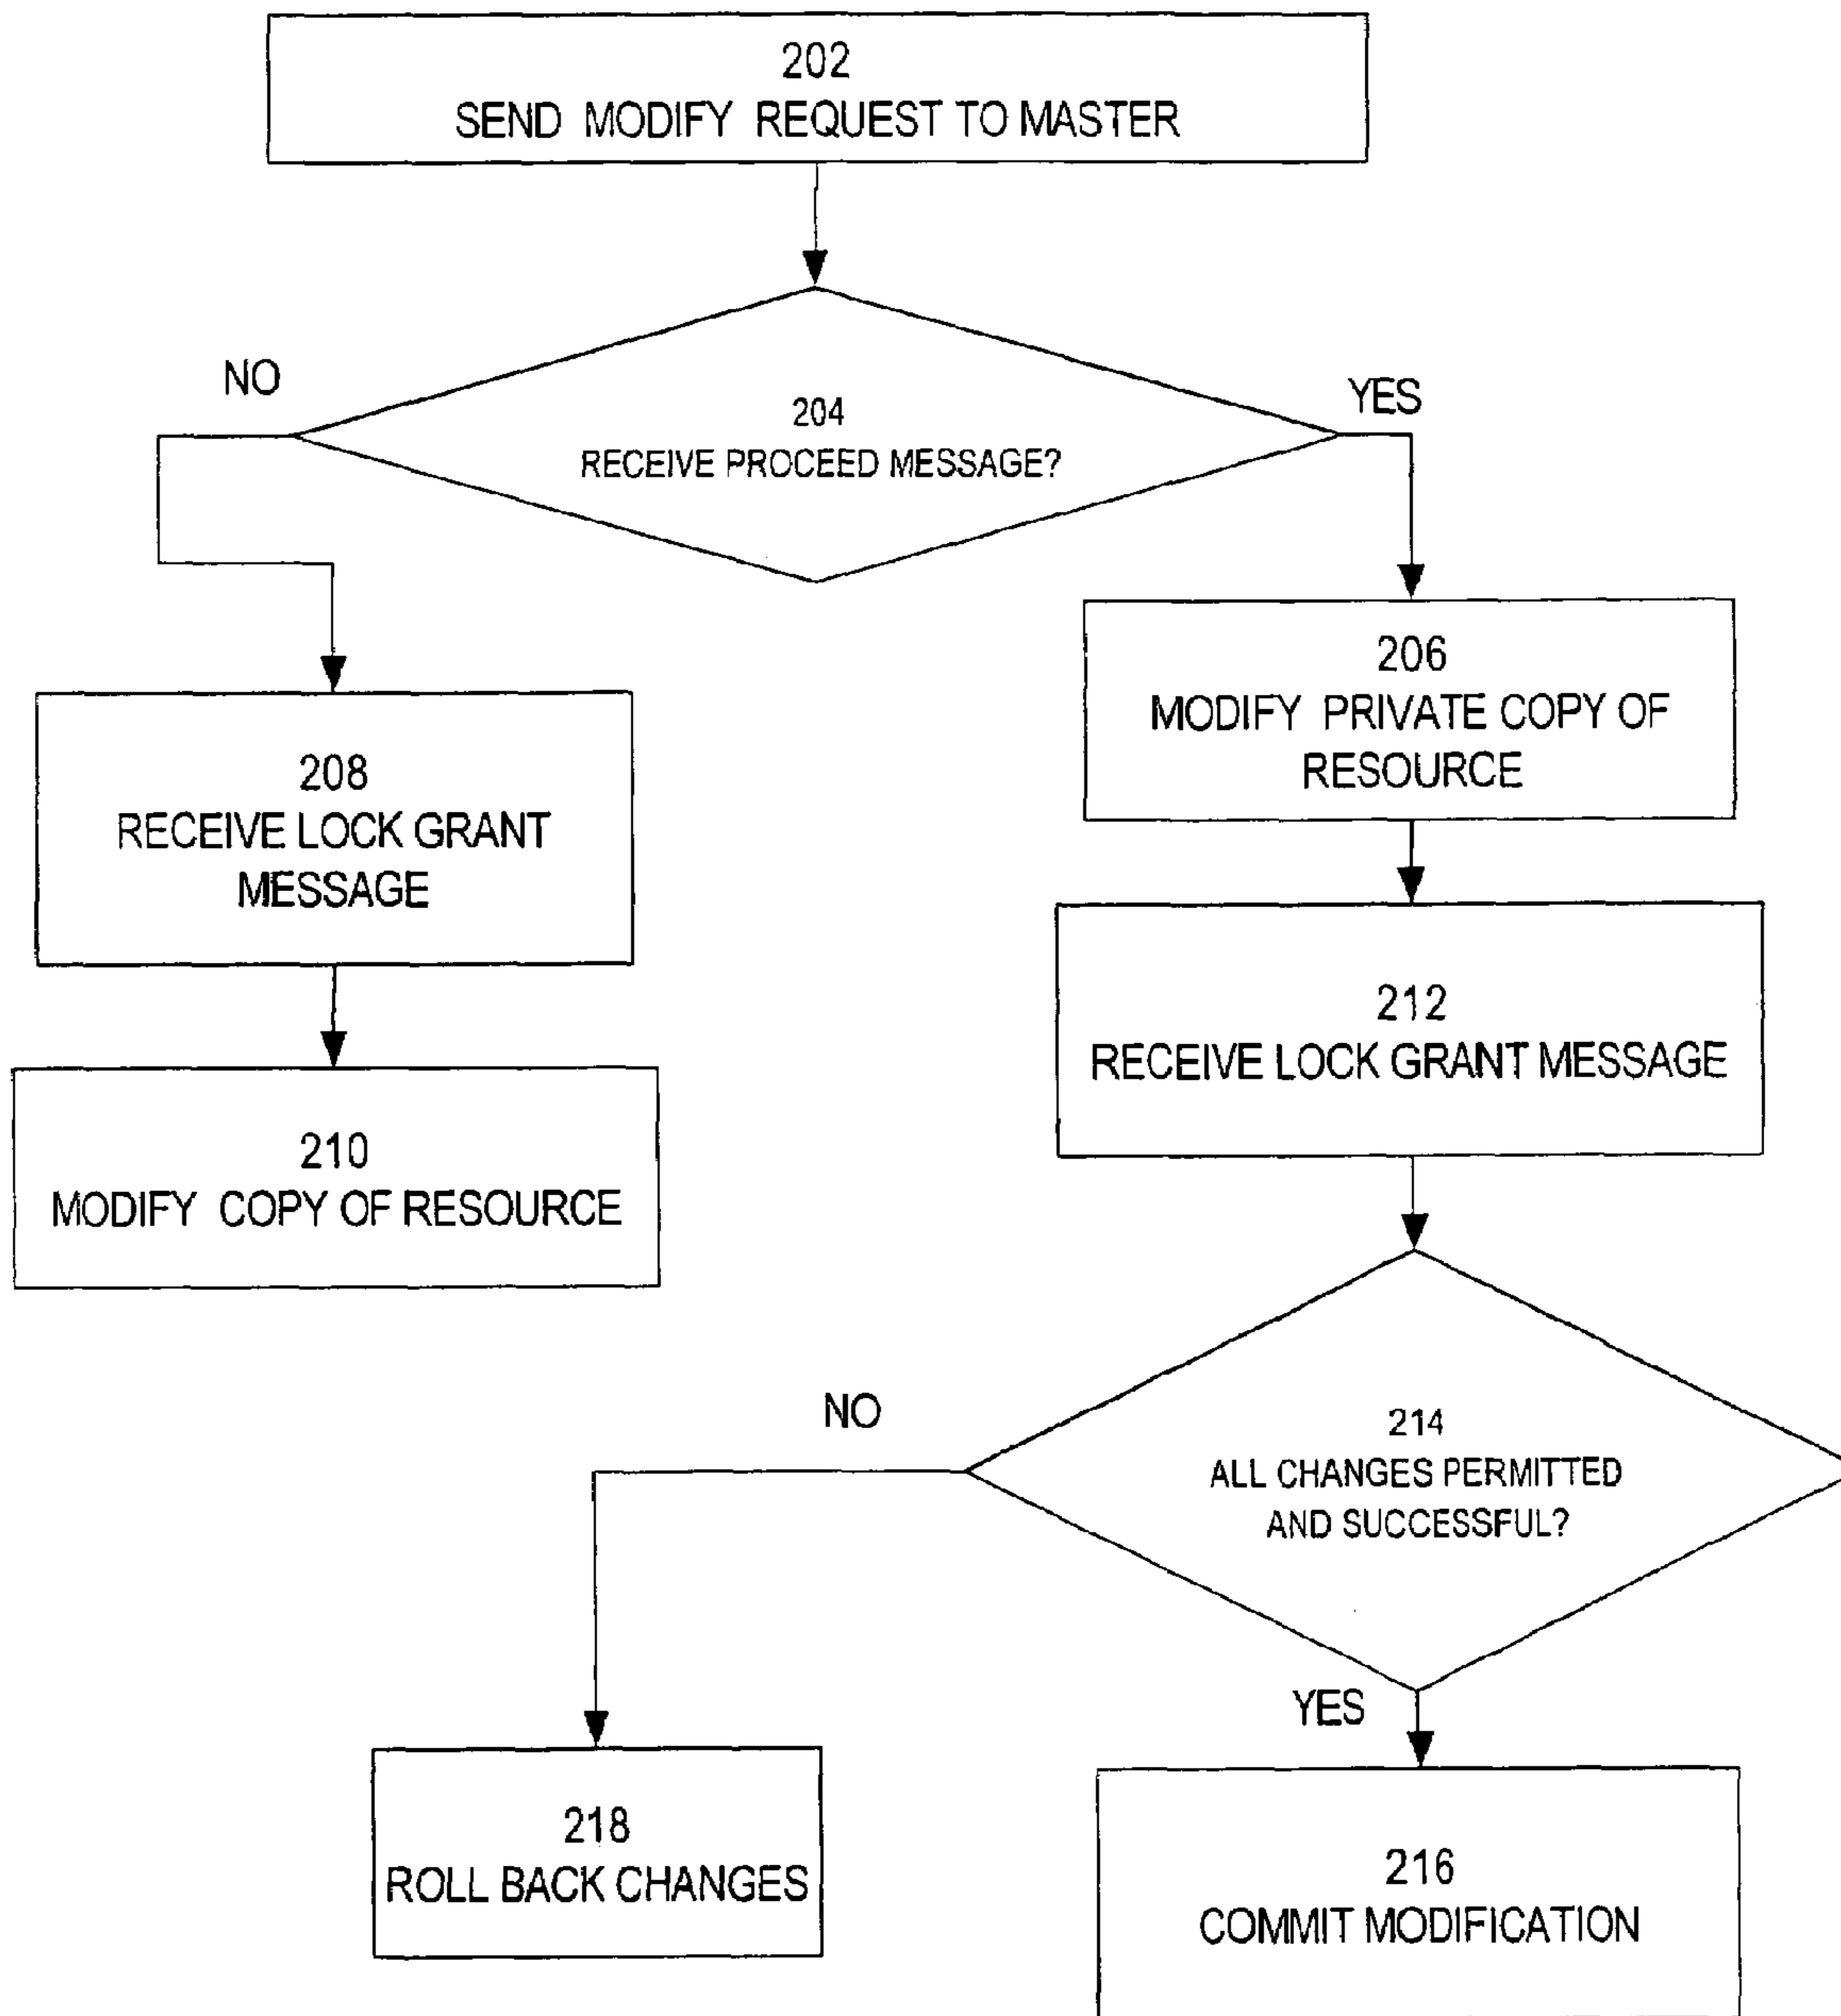 202
SEND MODIFY REQUEST TO MASTER
NO
YES
204
RECEIVE PROCEED MESSAGE?
206
MODIFY PRIVATE COPY OF
RESOURCE
208
RECEIVE LOCK GRANT
MESSAGE
212
RECEIVE LOCK GRANT MESSAGE
210
MODIFY COPY OF RESOURCE
NO
214
ALL CHANGES PERMITTED
AND SUCCESSFUL?
YES
218
ROLL BACK CHANGES
216
COMMIT MODIFICATION